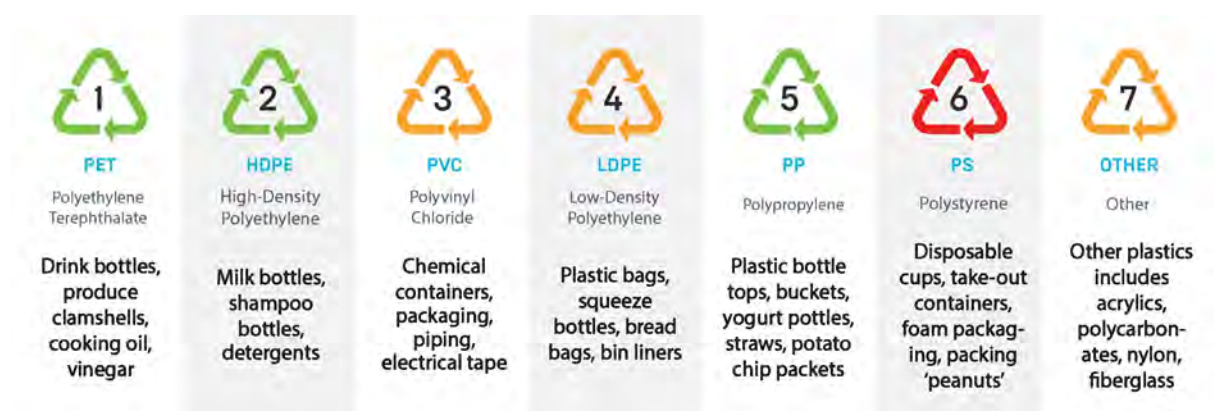 1
PET
Polyethylene
Terephthalate
Drink bottles,
produce
clamshells,
cooking oil,
vinegar
2
HDPE
High-Density
Polyethylene
Milk bottles,
shampoo
bottles,
detergents
3
PVC
Polyvinyl
Chloride
Chemical
containers,
packaging,
piping,
electrical tape
4
LDPE
Low-Density
Polyethylene
Plastic bags,
squeeze
bottles, bread
bags, bin liners
5
PP
Polypropylene
Plastic bottle
tops, buckets,
yogurt pottles,
straws, potato
chip packets
6
PS
Polystyrene
Disposable
cups, take-out
containers,
foam packag-
ing, packing
‘peanuts’
7
OTHER
Other
Other plastics
includes
acrylics,
polycarbon-
ates, nylon,
fiberglass